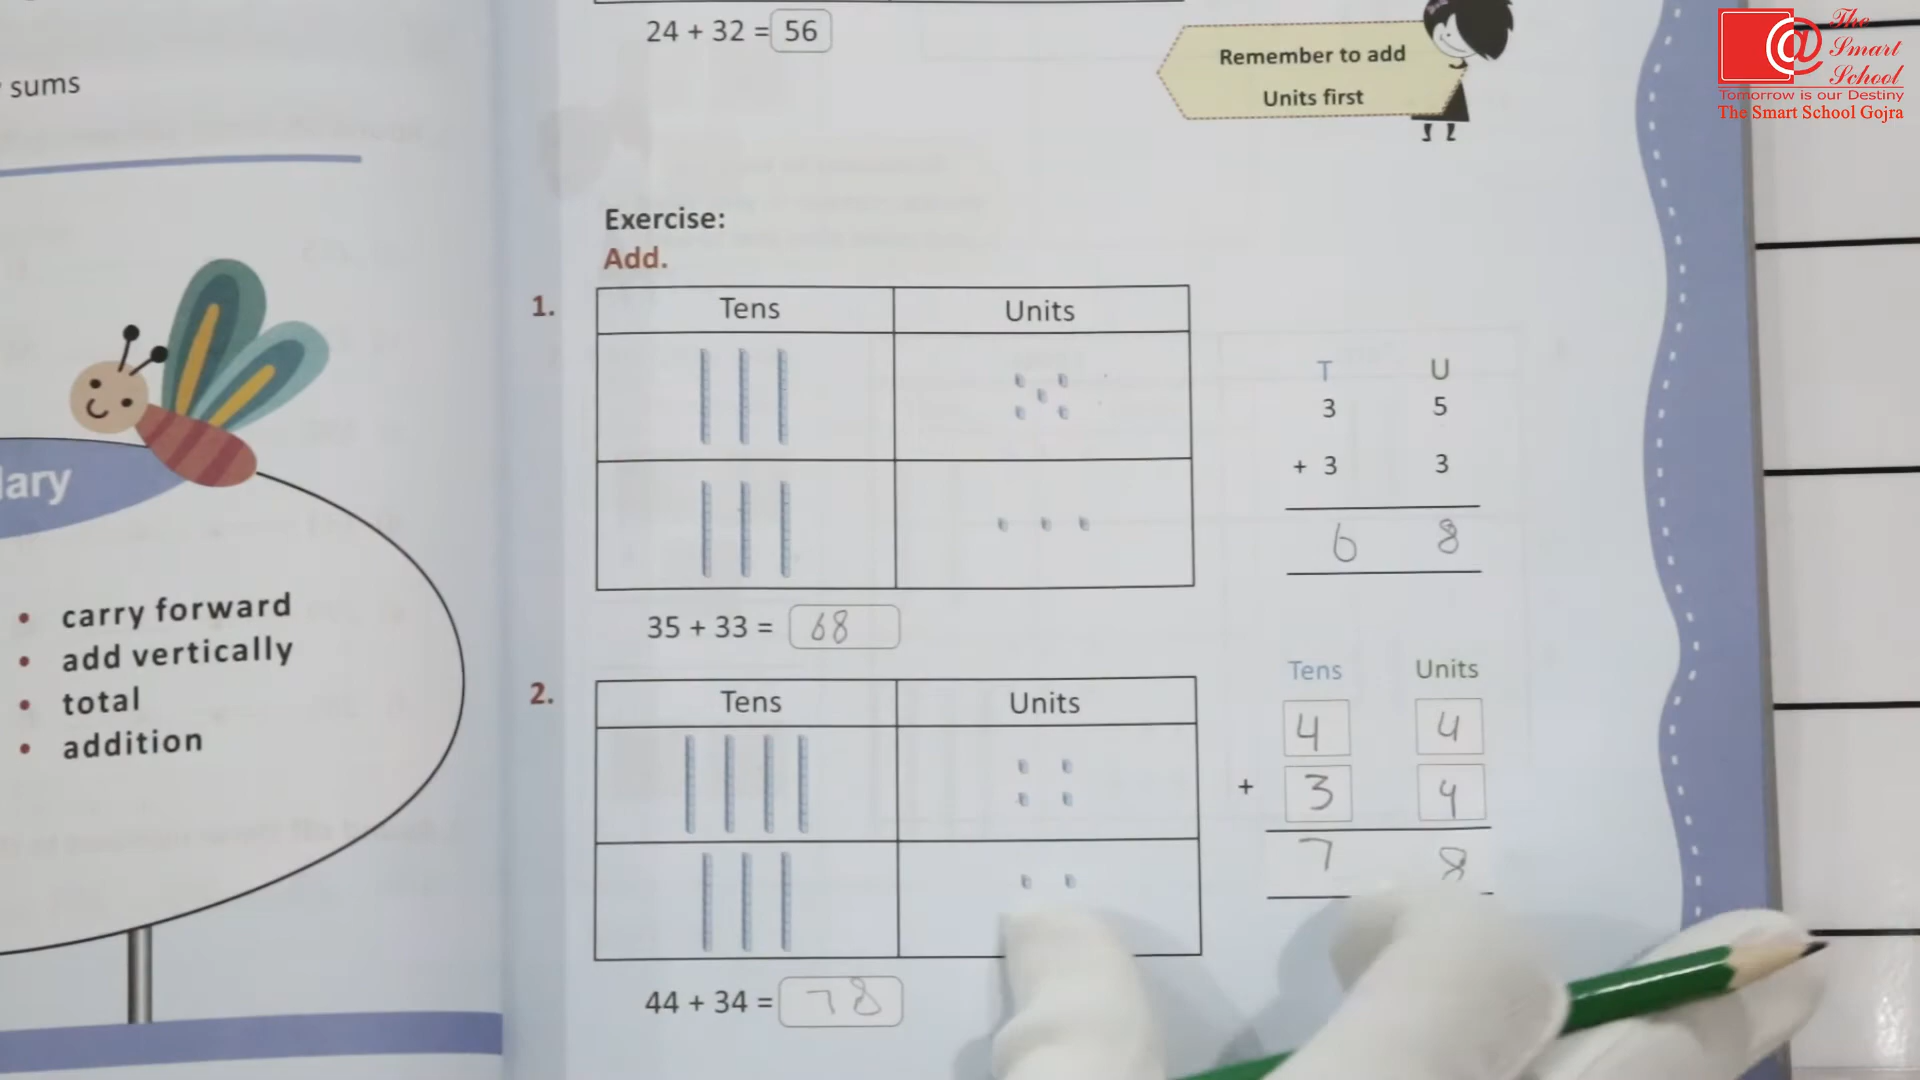 24 + 32 = 56
Remember to add
Units first
The
Smart
School
Tomorrow is our Destiny
The Smart School Gojra
sums
Exercise:
Add.
1.
Tens Units
T U
3 5
+ 3 3
6 8
35 + 33 = 68
lary
• carry forward
• add vertically
• total
• addition
2.
Tens Units
Tens Units
4 4
+ 3 4
7 8
44 + 34 = 78